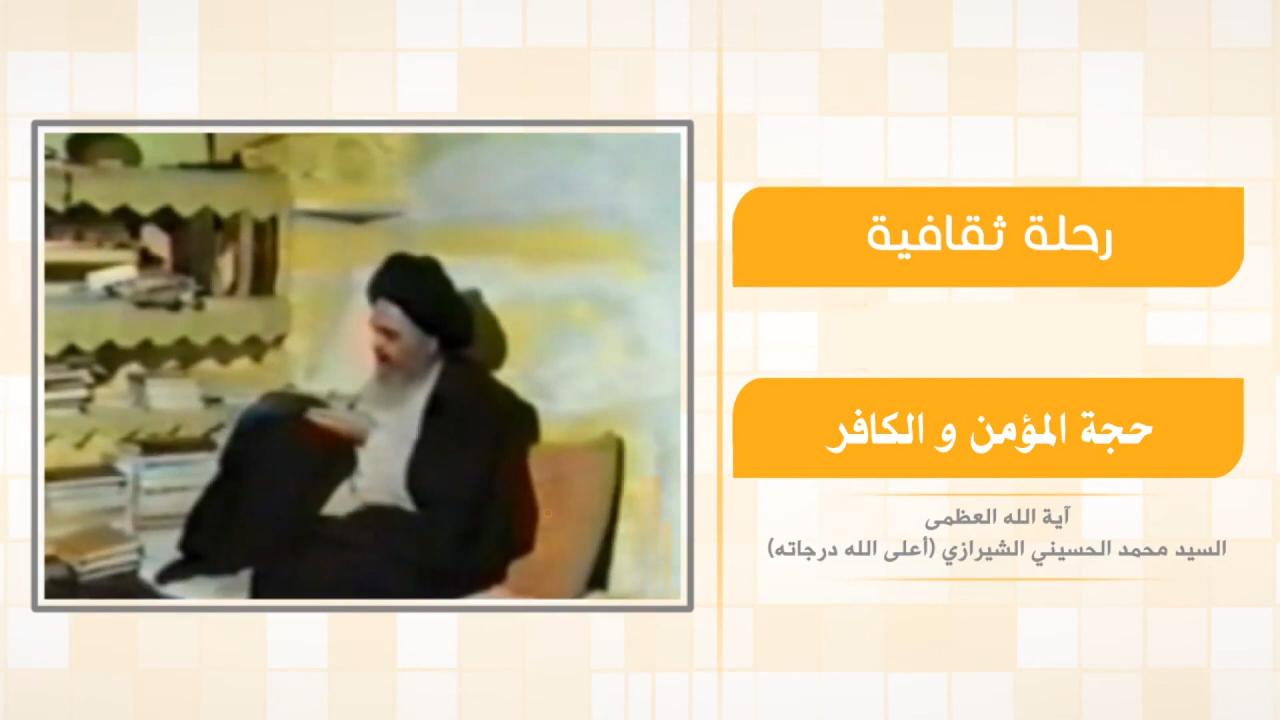 رحلة ثقافية
حجة المؤمن و الكافر
آية الله العظمى
السيد محمد الحسيني الشيرازي (أعلى الله درجاته)